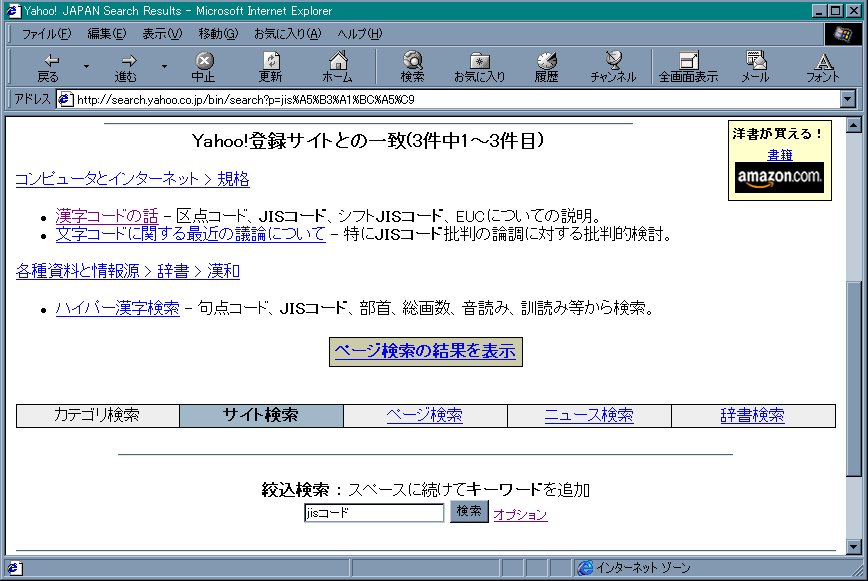 Yahoo! JAPAN Search Results - Microsoft Internet Explorer
ファイル(F) 編集(E) 表示(V) 移動(G) お気に入り(A) ヘルプ(H)
戻る 進む 中止 更新 ホーム 検索 お気に入り 履歴 チャンネル 全画面表示 メール フォント
アドレス http://search.yahoo.co.jp/bin/search?p=jis%A5%B3%A1%BC%A5%C9
Yahoo!登録サイトとの一致(3件中1～3件目)
洋書が買える！
書籍
amazon.com.
コンピュータとインターネット > 規格
• 漢字コードの話 - 区点コード、JISコード、シフトJISコード、EUCについての説明。
• 文字コードに関する最近の議論について - 特にJISコード批判の論調に対する批判的検討。
各種資料と情報源 > 辞書 > 漢和
• ハイパー漢字検索 - 句点コード、JISコード、部首、総画数、音読み、訓読み等から検索。
ページ検索の結果を表示
カテゴリ検索 サイト検索 ページ検索 ニュース検索 辞書検索
絞込検索：スペースに続けてキーワードを追加
jisコード 検索 オプション
インターネット ゾーン